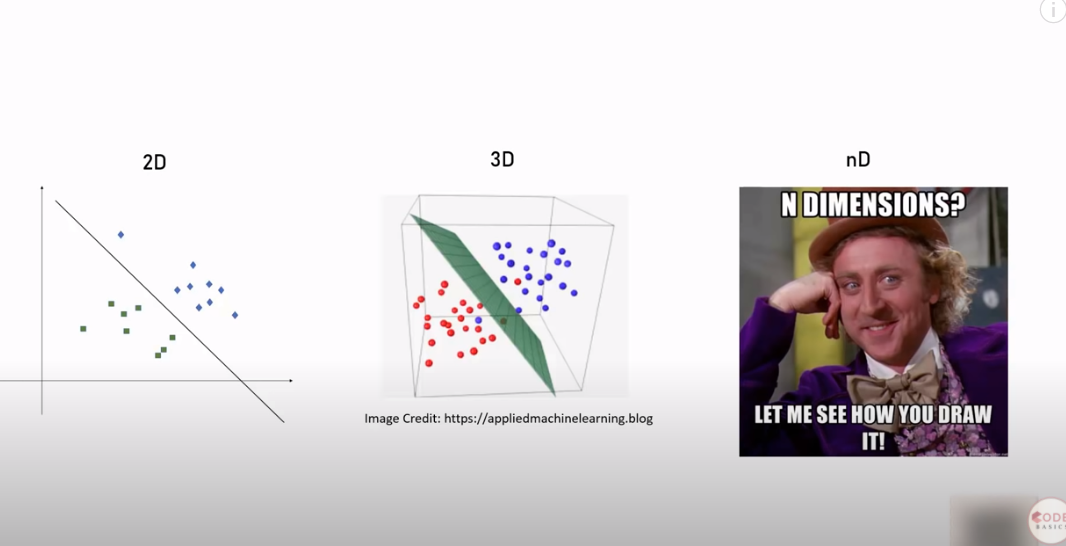 2D
3D
nD
N DIMENSIONS?
LET ME SEE HOW YOU DRAW
IT!
Image Credit: https://appliedmachinelearning.blog
CODE
BASICS